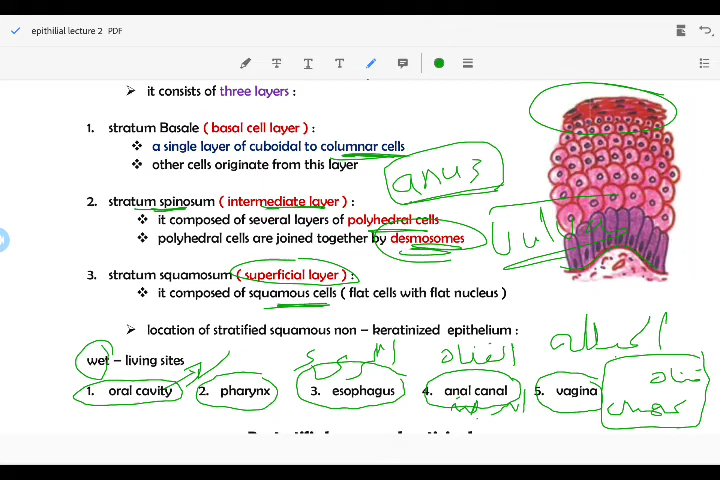 epithilial lecture 2 PDF
➢ it consists of three layers :
1. stratum Basale ( basal cell layer ) :
❖ a single layer of cuboidal to columnar cells
❖ other cells originate from this layer
anus
2. stratum spinosum ( intermediate layer ) :
❖ it composed of several layers of polyhedral cells
❖ polyhedral cells are joined together by desmosomes
3. stratum squamosum ( superficial layer ) :
❖ it composed of squamous cells ( flat cells with flat nucleus )
➢ location of stratified squamous non – keratinized epithelium :
wet – living sites
المريء القناة
1. oral cavity 2. pharynx 3. esophagus 4. anal canal 5. vagina
قناة